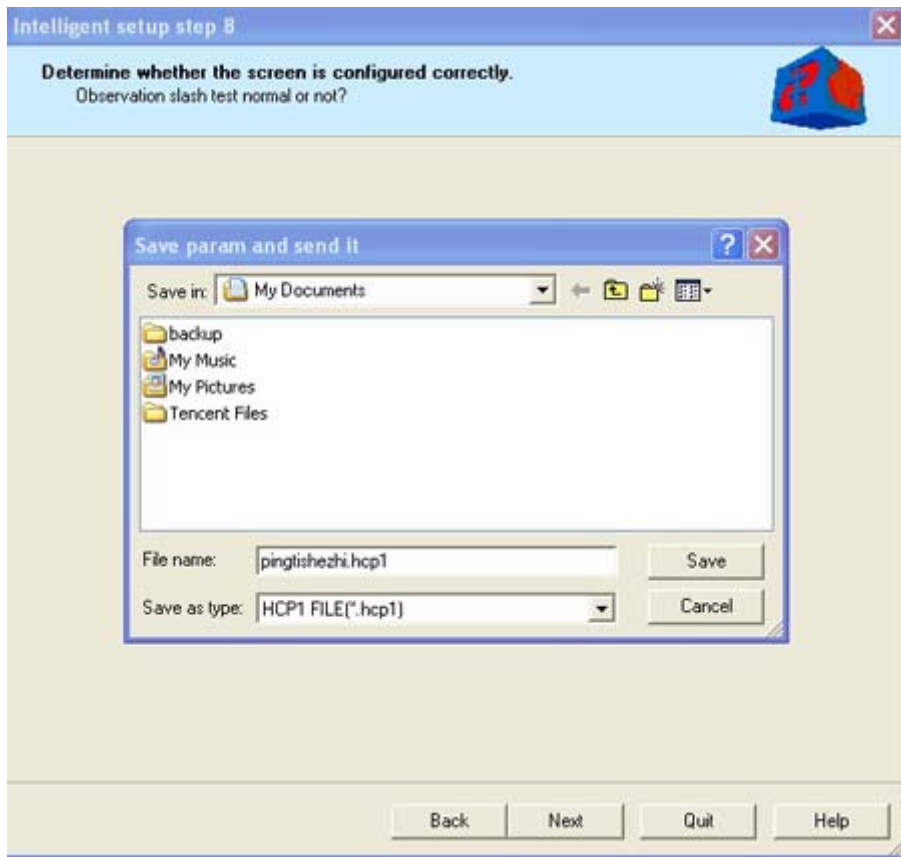 Intelligent setup step 8
Determine whether the screen is configured correctly.
Observation slash test normal or not?
Save param and send it
Save in: My Documents
backup
My Music
My Pictures
Tencent Files
File name: pingtishezhi.hcp1 Save
Save as type: HCP1 FILE(*.hcp1) Cancel
Back Next Quit Help